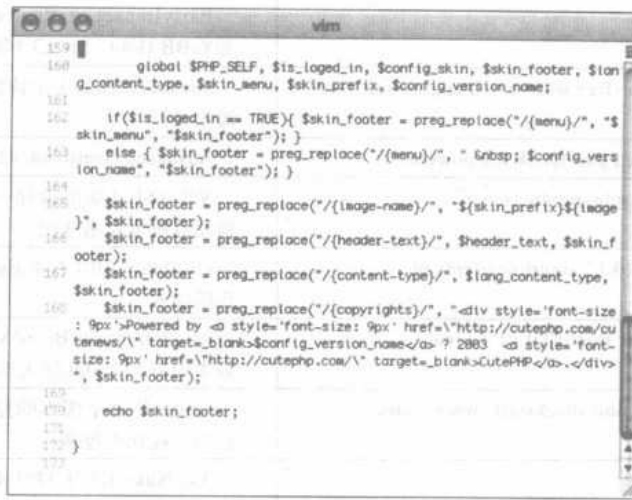 vim
159
160 global $PHP_SELF, $is_loged_in, $config_skin, $skin_footer, $lan
g_content_type, $skin_menu, $skin_prefix, $config_version_name;
161
162 if($is_loged_in == TRUE){ $skin_footer = preg_replace("/{menu}/", "$
skin_menu", "$skin_footer"); }
163 else { $skin_footer = preg_replace("/{menu}/", " &nbsp; $config_vers
ion_name", "$skin_footer"); }
164
165 $skin_footer = preg_replace("/{image-name}/", "${skin_prefix}${image
}", $skin_footer);
166 $skin_footer = preg_replace("/{header-text}/", $header_text, $skin_f
ooter);
167 $skin_footer = preg_replace("/{content-type}/", $lang_content_type,
$skin_footer);
168 $skin_footer = preg_replace("/{copyrights}/", "<div style='font-size
: 9px'>Powered by <a style='font-size: 9px' href=\"http://cutephp.com/cu
tenews/\" target=_blank>$config_version_name</a> ? 2003 <a style='font-
size: 9px' href=\"http://cutephp.com/\" target=_blank>CutePHP</a>.</div>
", $skin_footer);
169
170 echo $skin_footer;
171
172 }
173